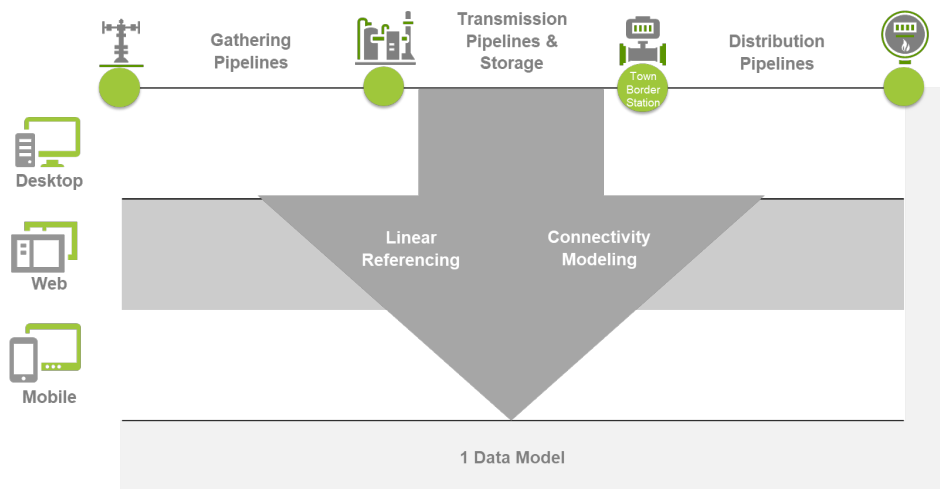 Gathering
Pipelines
Transmission
Pipelines &
Storage
Distribution
Pipelines
Town
Border
Station
Desktop
Web
Mobile
Linear
Referencing
Connectivity
Modeling
1 Data Model